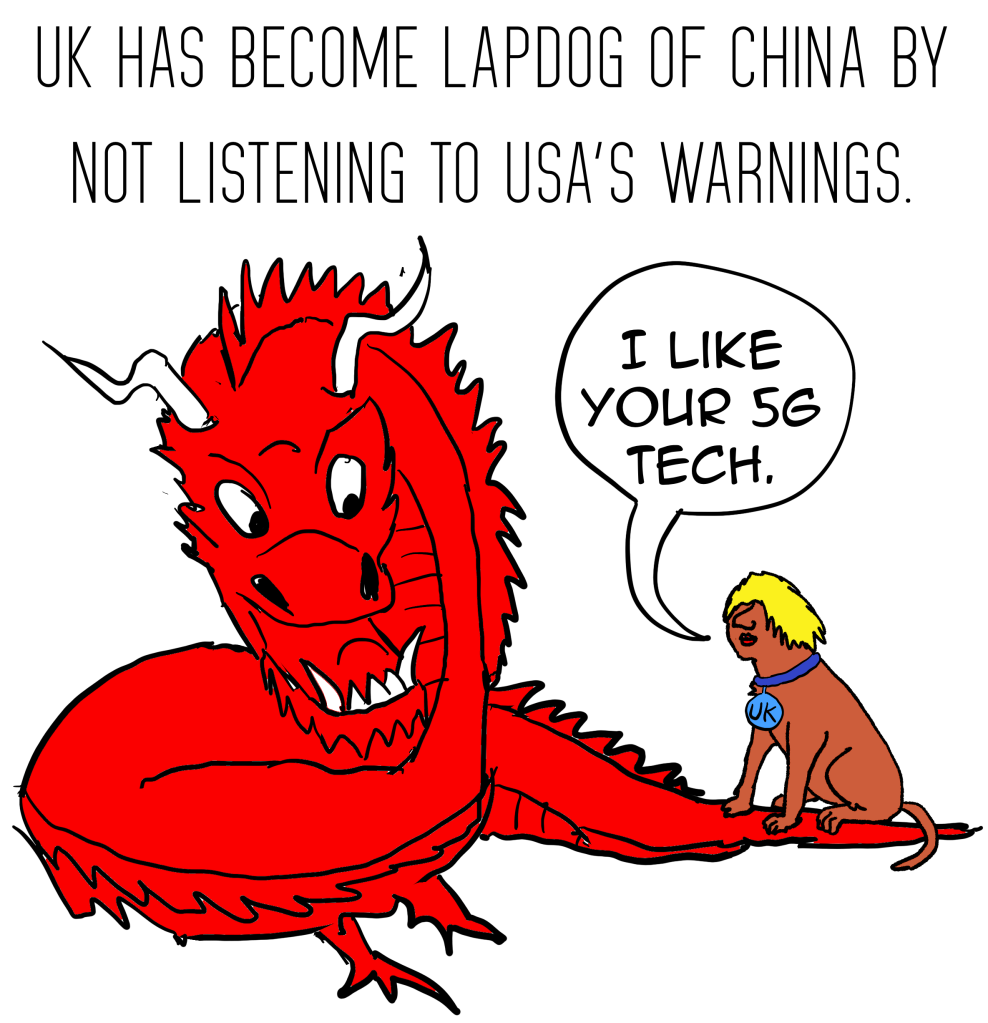 UK HAS BECOME LAPDOG OF CHINA BY
NOT LISTENING TO USA'S WARNINGS.
I LIKE
YOUR 5G
TECH.
UK